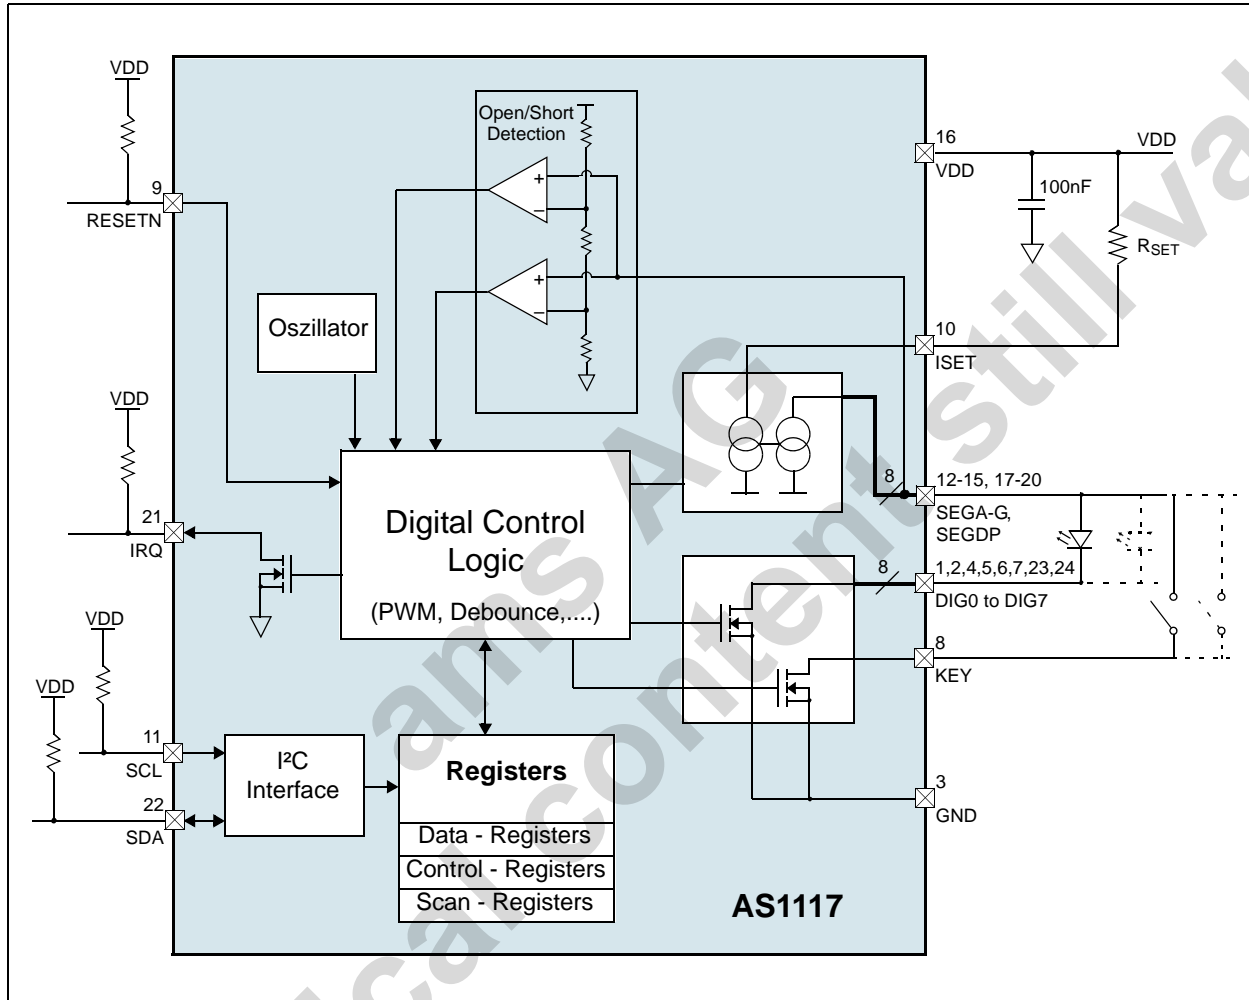 VDD
9
RESETN
VDD
21
IRQ
VDD
VDD
11
SCL
22
SDA
Open/Short
Detection
+
–
+
–
Oszillator
Digital Control
Logic
(PWM, Debounce,....)
I²C
Interface
Registers
Data - Registers
Control - Registers
Scan - Registers
AS1117
8
8
16
VDD
VDD
100nF
RSET
10
ISET
12-15, 17-20
SEGA-G,
SEGDP
1,2,4,5,6,7,23,24
DIG0 to DIG7
8
KEY
3
GND
ams AG
cal content still val